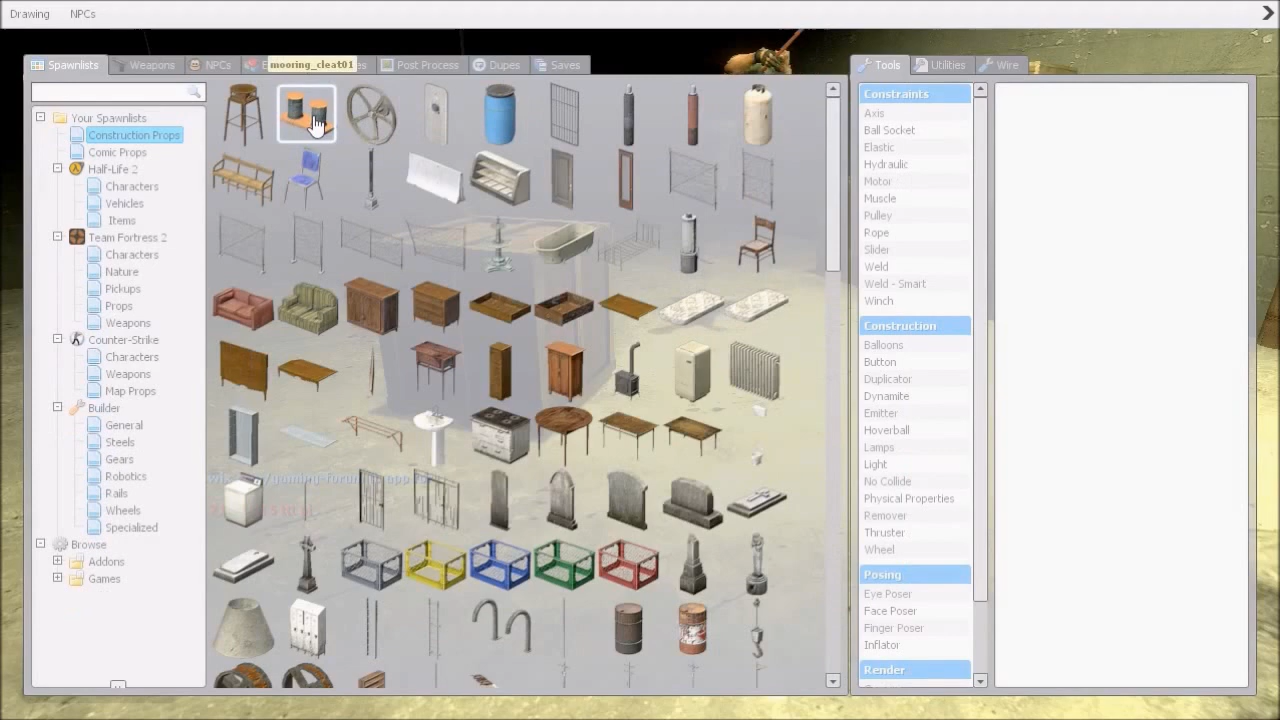 Drawing NPCs
Spawnlists Weapons NPCs mooring_cleat01 Post Process Dupes Saves
Your Spawnlists
Construction Props
Comic Props
Half-Life 2
Characters
Vehicles
Items
Team Fortress 2
Characters
Nature
Pickups
Props
Weapons
Counter-Strike
Characters
Weapons
Map Props
Builder
General
Steels
Gears
Robotics
Rails
Wheels
Specialized
Browse
Addons
Games
Tools Utilities Wire
Constraints
Axis
Ball Socket
Elastic
Hydraulic
Motor
Muscle
Pulley
Rope
Slider
Weld
Weld - Smart
Winch
Construction
Balloons
Button
Duplicator
Dynamite
Emitter
Hoverball
Lamps
Light
No Collide
Physical Properties
Remover
Thruster
Wheel
Posing
Eye Poser
Face Poser
Finger Poser
Inflator
Render